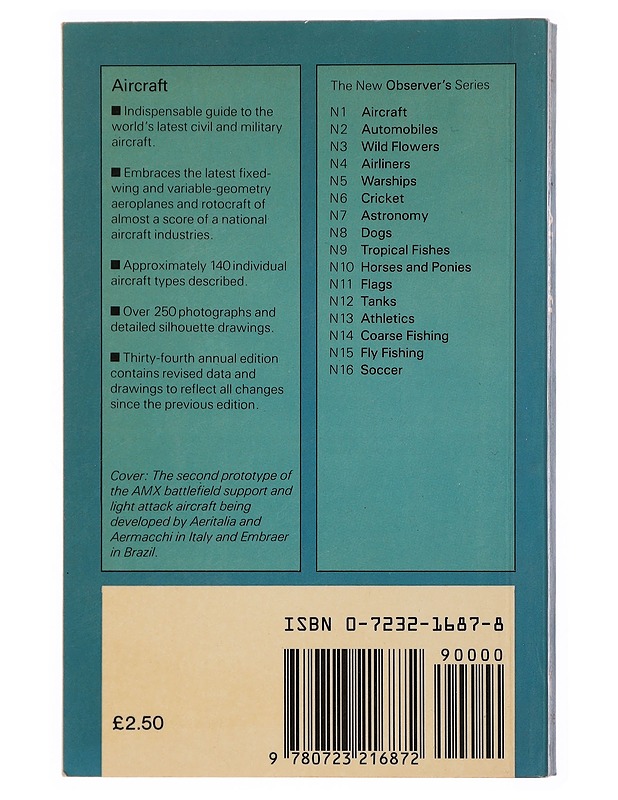 Aircraft
■ Indispensable guide to the
world's latest civil and military
aircraft.
■ Embraces the latest fixed-
wing and variable-geometry
aeroplanes and rotocraft of
almost a score of a national
aircraft industries.
■ Approximately 140 individual
aircraft types described.
■ Over 250 photographs and
detailed silhouette drawings.
■ Thirty-fourth annual edition
contains revised data and
drawings to reflect all changes
since the previous edition.
Cover: The second prototype of
the AMX battlefield support and
light attack aircraft being
developed by Aeritalia and
Aermacchi in Italy and Embraer
in Brazil.
The New Observer's Series
N1 Aircraft
N2 Automobiles
N3 Wild Flowers
N4 Airliners
N5 Warships
N6 Cricket
N7 Astronomy
N8 Dogs
N9 Tropical Fishes
N10 Horses and Ponies
N11 Flags
N12 Tanks
N13 Athletics
N14 Coarse Fishing
N15 Fly Fishing
N16 Soccer
ISBN 0-7232-1687-8
90000
£2.50
9 780723 216872